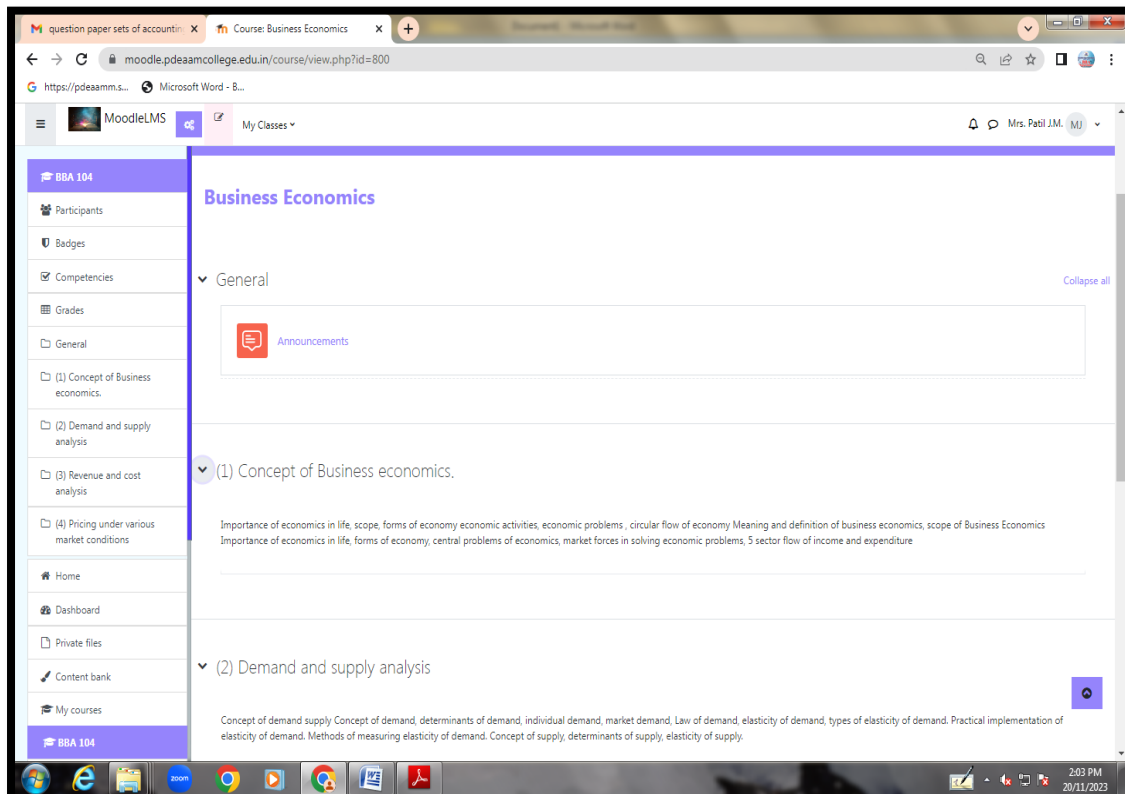 question paper sets of accountin
Course: Business Economics
moodle.pdeaamcollege.edu.in/course/view.php?id=800
https://pdeaamm.s...
Microsoft Word - B...
MoodleLMS
My Classes
Mrs. Patil J.M.
MJ
BBA 104
Participants
Badges
Competencies
Grades
General
(1) Concept of Business
economics.
(2) Demand and supply
analysis
(3) Revenue and cost
analysis
(4) Pricing under various
market conditions
Home
Dashboard
Private files
Content bank
My courses
BBA 104
Business Economics
General
Collapse all
Announcements
(1) Concept of Business economics.
Importance of economics in life, scope, forms of economy economic activities, economic problems , circular flow of economy Meaning and definition of business economics, scope of Business Economics
Importance of economics in life, forms of economy, central problems of economics, market forces in solving economic problems, 5 sector flow of income and expenditure
(2) Demand and supply analysis
Concept of demand supply Concept of demand, determinants of demand, individual demand, market demand, Law of demand, elasticity of demand, types of elasticity of demand. Practical implementation of
elasticity of demand. Methods of measuring elasticity of demand. Concept of supply, determinants of supply, elasticity of supply.
zoom
2:03 PM
20/11/2023